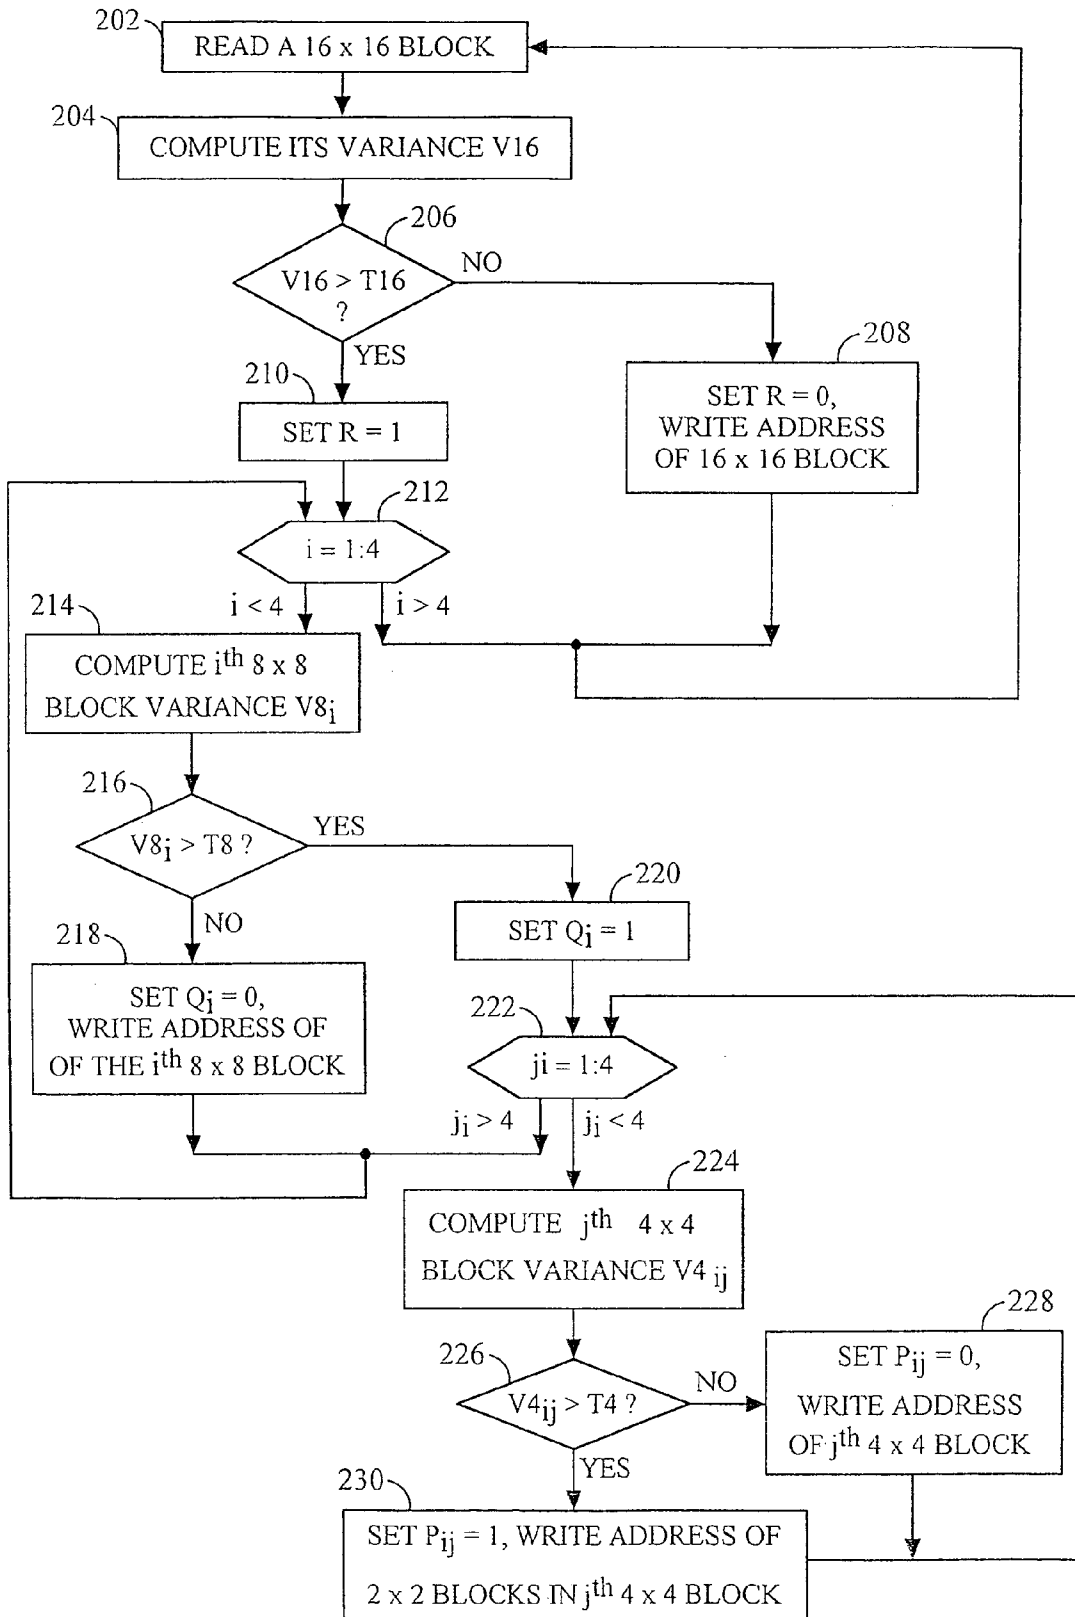 202
READ A 16 x 16 BLOCK
204
COMPUTE ITS VARIANCE V16
206
V16 > T16
?
NO
YES
208
SET R = 0,
WRITE ADDRESS
OF 16 x 16 BLOCK
210
SET R = 1
212
i = 1:4
i < 4
i > 4
214
COMPUTE ith 8 x 8
BLOCK VARIANCE V8i
216
V8i > T8 ?
YES
NO
218
SET Qi = 0,
WRITE ADDRESS OF
OF THE ith 8 x 8 BLOCK
220
SET Qi = 1
222
ji = 1:4
ji > 4
ji < 4
224
COMPUTE jth 4 x 4
BLOCK VARIANCE V4 ij
226
V4ij > T4 ?
NO
YES
228
SET Pij = 0,
WRITE ADDRESS
OF jth 4 x 4 BLOCK
230
SET Pij = 1, WRITE ADDRESS OF
2 x 2 BLOCKS IN jth 4 x 4 BLOCK